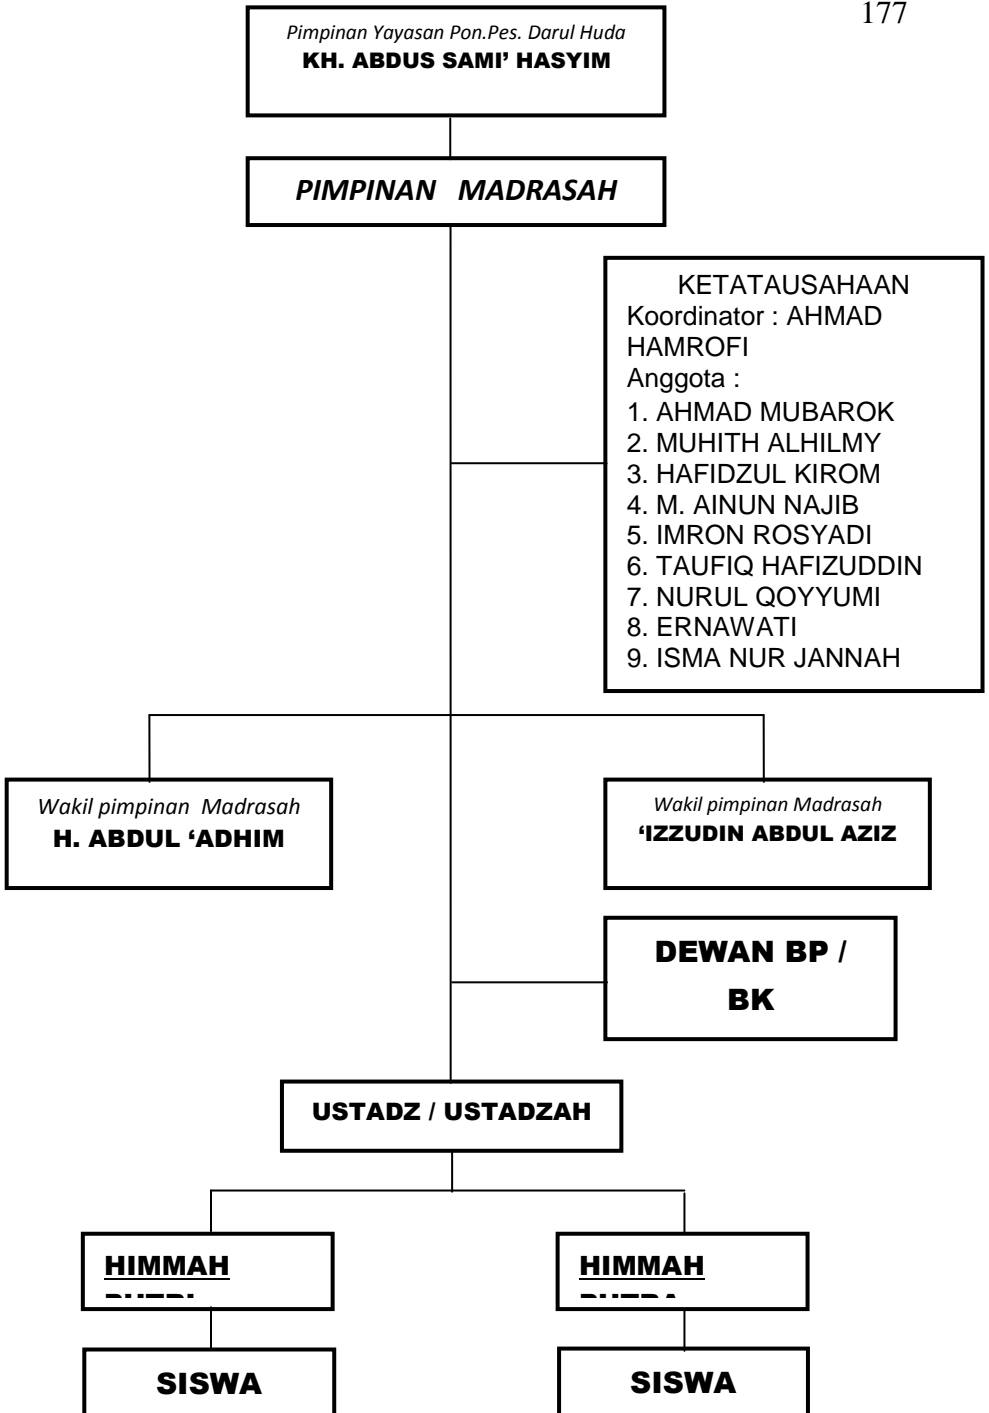 177
Pimpinan Yayasan Pon.Pes. Darul Huda
KH. ABDUS SAMI’ HASYIM
PIMPINAN MADRASAH
KETATAUSAHAAN
Koordinator : AHMAD
HAMROFI
Anggota :
1. AHMAD MUBAROK
2. MUHITH ALHILMY
3. HAFIDZUL KIROM
4. M. AINUN NAJIB
5. IMRON ROSYADI
6. TAUFIQ HAFIZUDDIN
7. NURUL QOYYUMI
8. ERNAWATI
9. ISMA NUR JANNAH
Wakil pimpinan Madrasah
H. ABDUL ‘ADHIM
Wakil pimpinan Madrasah
‘IZZUDIN ABDUL AZIZ
DEWAN BP /
BK
USTADZ / USTADZAH
HIMMAH
HIMMAH
SISWA
SISWA